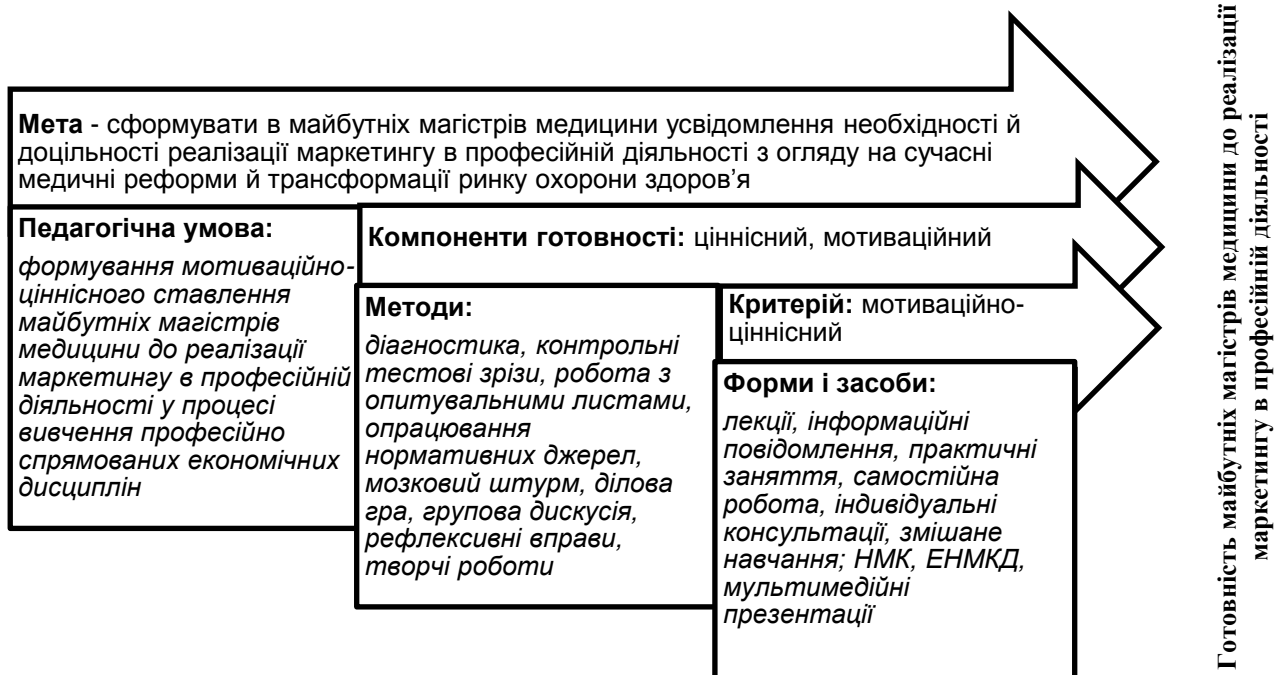 Мета - сформувати в майбутніх магістрів медицини усвідомлення необхідності й
доцільності реалізації маркетингу в професійній діяльності з огляду на сучасні
медичні реформи й трансформації ринку охорони здоров’я
Педагогічна умова:
формування мотиваційно-
ціннісного ставлення
майбутніх магістрів
медицини до реалізації
маркетингу в професійній
діяльності у процесі
вивчення професійно
спрямованих економічних
дисциплін
Компоненти готовності: ціннісний, мотиваційний
Методи:
діагностика, контрольні
тестові зрізи, робота з
опитувальними листами,
опрацювання
нормативних джерел,
мозковий штурм, ділова
гра, групова дискусія,
рефлексивні вправи,
творчі роботи
Критерій: мотиваційно-
ціннісний
Форми і засоби:
лекції, інформаційні
повідомлення, практичні
заняття, самостійна
робота, індивідуальні
консультації, змішане
навчання; НМК, ЕНМКД,
мультимедійні
презентації
Готовність майбутніх магістрів медицини до реалізації
маркетингу в професійній діяльності